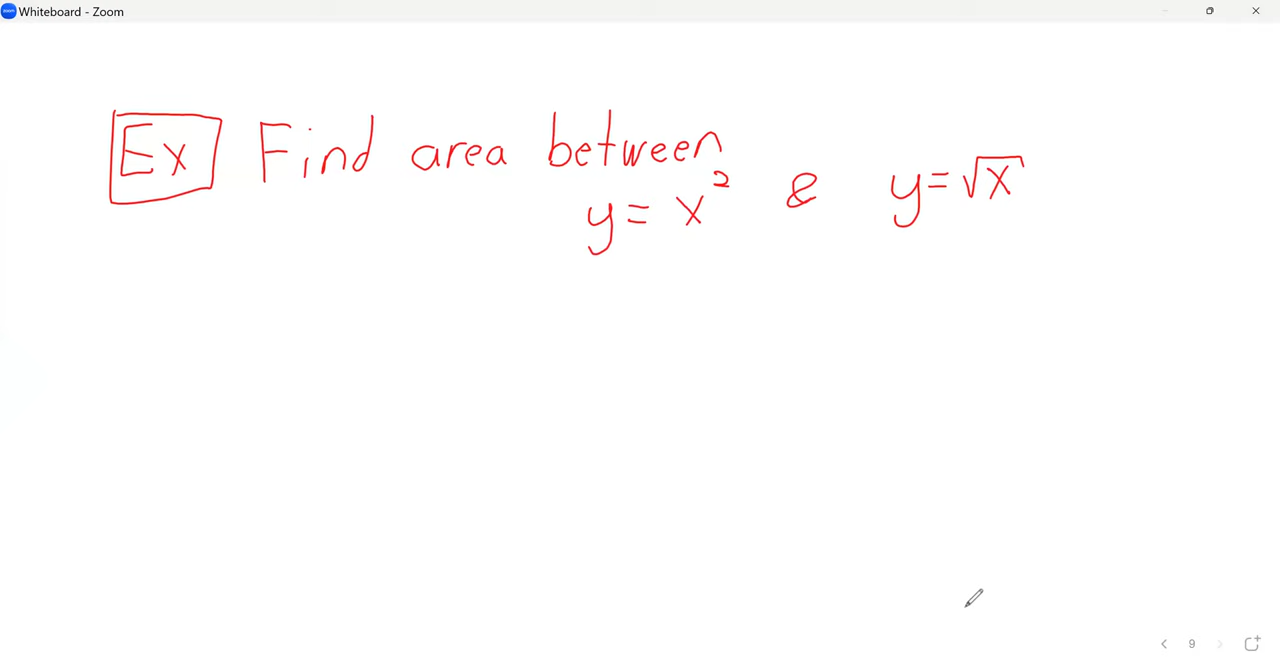 Whiteboard - Zoom
Ex Find area between
y = x² & y = √x
9